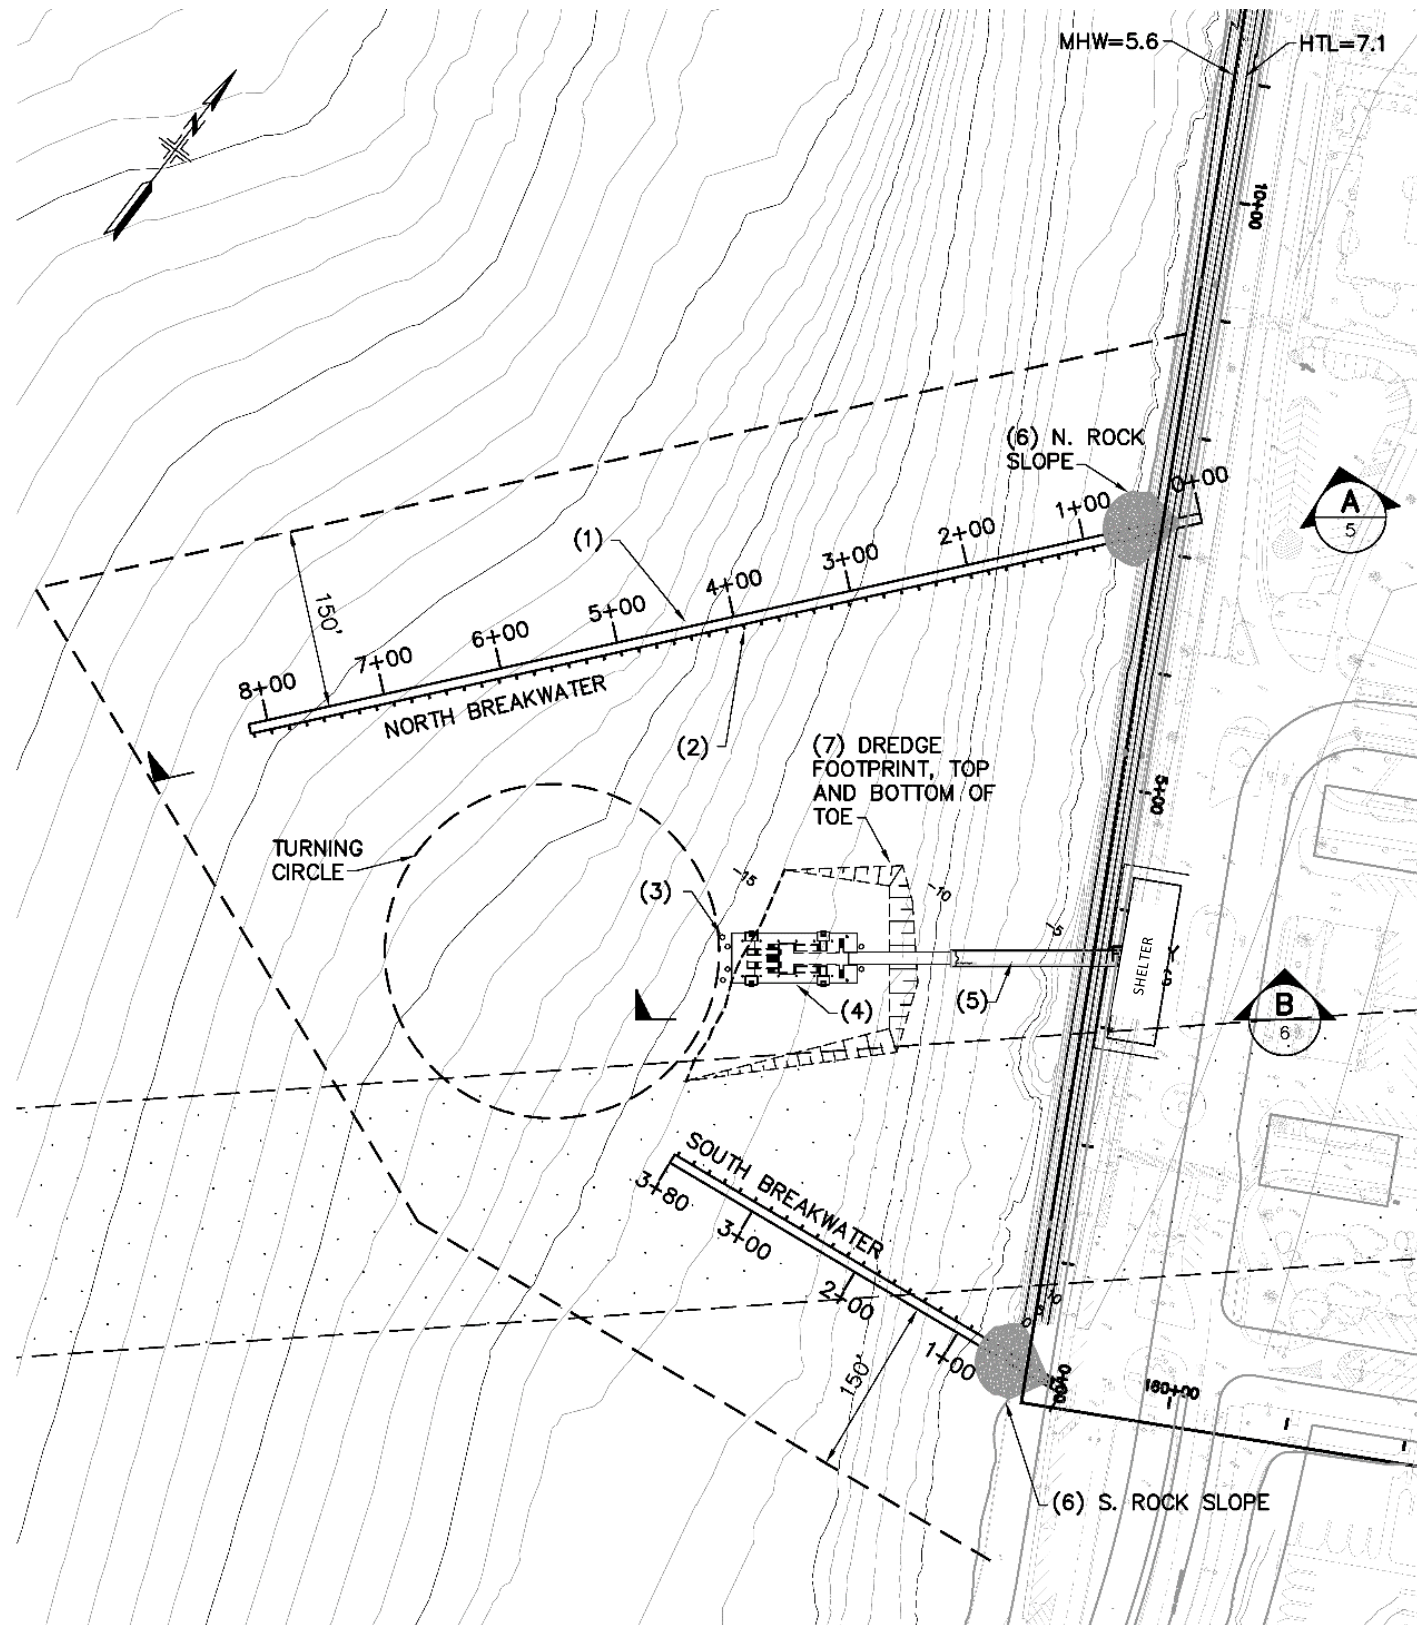 MHW=5.6
HTL=7.1
N
10+00
(6) N. ROCK
SLOPE
0+00
1+00
2+00
3+00
4+00
5+00
6+00
7+00
8+00
A
5
(1)
150'
NORTH BREAKWATER
(2)
(7) DREDGE
FOOTPRINT, TOP
AND BOTTOM OF
TOE
5+00
TURNING
CIRCLE
(3)
-15
-10
-5
SHELTER
(4)
(5)
B
6
SOUTH BREAKWATER
3+80
3+00
2+00
1+00
150'
0
5
10
0+00
160+00
(6) S. ROCK SLOPE